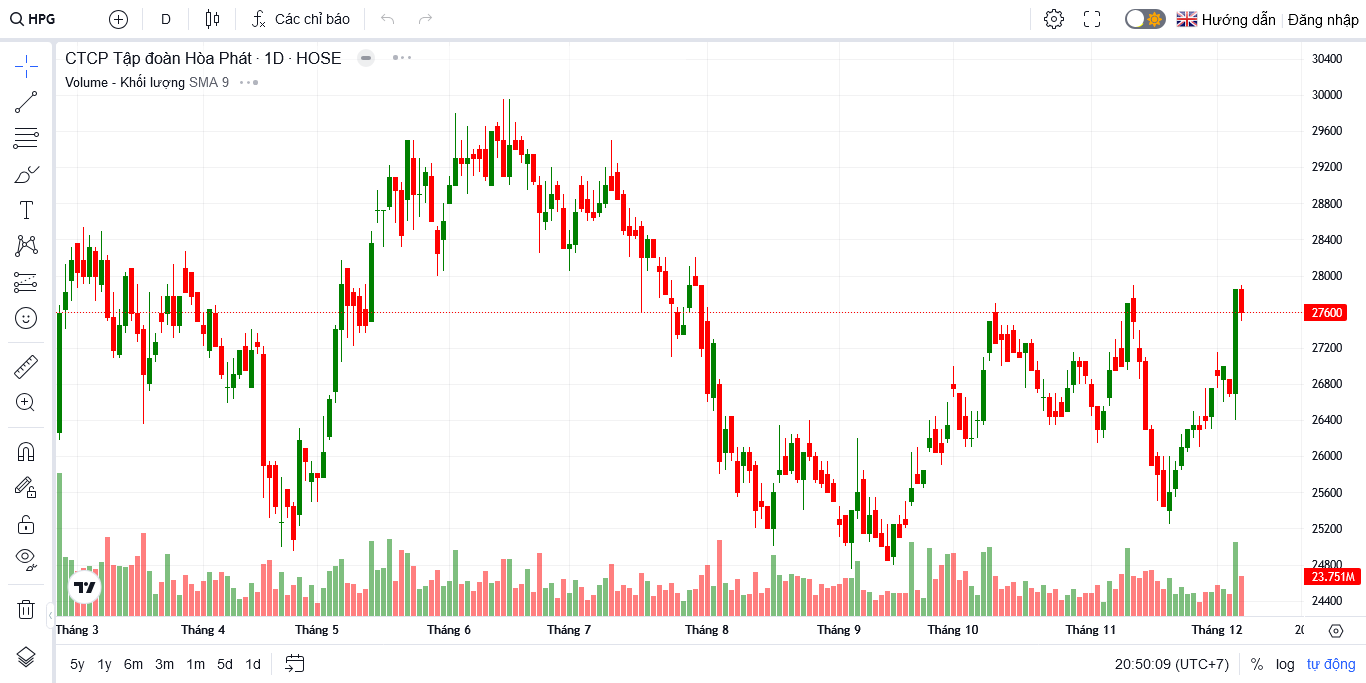 HPG D Các chỉ báo Hướng dẫn Đăng nhập
CTCP Tập đoàn Hòa Phát · 1D · HOSE
Volume - Khối lượng SMA 9
30400
30000
29600
29200
28800
28400
28000
27600
27200
26800
26400
26000
25600
25200
24800
23.751M
24400
Tháng 3 Tháng 4 Tháng 5 Tháng 6 Tháng 7 Tháng 8 Tháng 9 Tháng 10 Tháng 11 Tháng 12
5y 1y 6m 3m 1m 5d 1d 20:50:09 (UTC+7) % log tự động